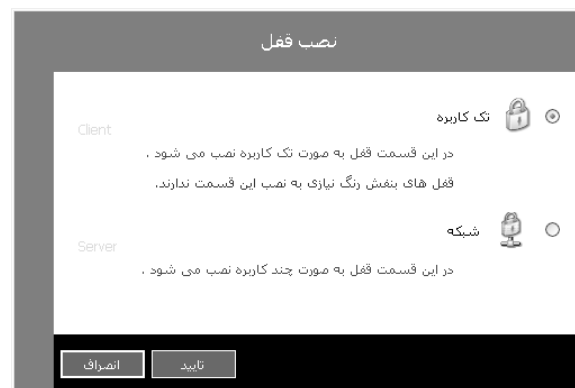 نصب قفل
تک کاربره
Client
در این قسمت قفل به صورت تک کاربره نصب می شود .
قفل های بنفش رنگ نیازی به نصب این قسمت ندارند.
شبکه
Server
در این قسمت قفل به صورت چند کاربره نصب می شود .
تایید
انصراف